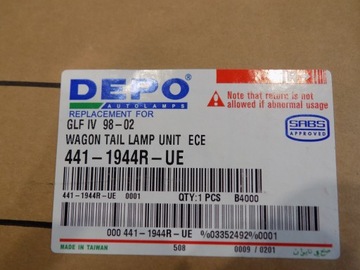 DEPO
AUTOLAMPS
REPLACEMENT FOR
GLF IV 98-02
WAGON TAIL LAMP UNIT ECE
441-1944R-UE
Note that return is not
allowed if abnormal usage
SABS
APPROVED
441-1944R-UE 0001 QTY:1 PCS B4000
000 441-1944R-UE %03352492%0001
MADE IN TAIWAN 508 0009 / 0201